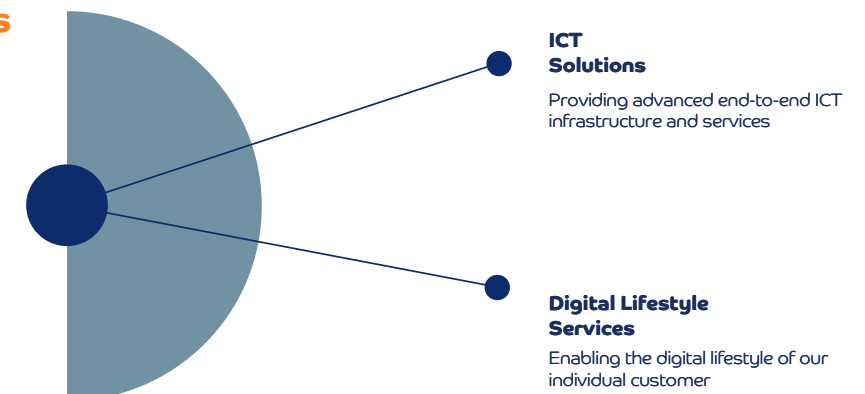 s
ICT
Solutions
Providing advanced end-to-end ICT
infrastructure and services
Digital Lifestyle
Services
Enabling the digital lifestyle of our
individual customer